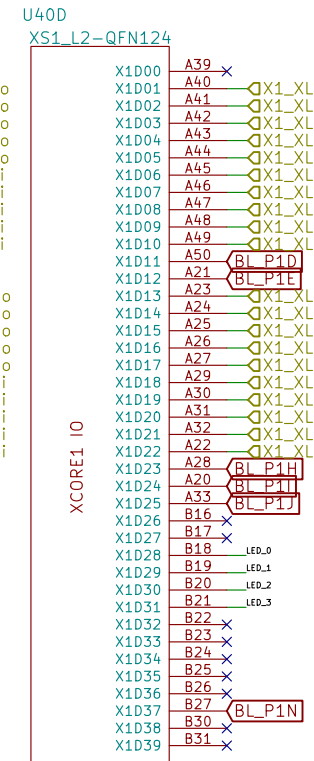 U40D
XS1_L2-QFN124
X1D00 A39
o X1D01 A40 X1_XL
o X1D02 A41 X1_XL
o X1D03 A42 X1_XL
o X1D04 A43 X1_XL
o X1D05 A44 X1_XL
i X1D06 A45 X1_XL
i X1D07 A46 X1_XL
i X1D08 A47 X1_XL
i X1D09 A48 X1_XL
i X1D10 A49 X1_XL
X1D11 A50 BL_P1D
X1D12 A21 BL_P1E
o X1D13 A23 X1_XL
o X1D14 A24 X1_XL
o X1D15 A25 X1_XL
o X1D16 A26 X1_XL
o X1D17 A27 X1_XL
i X1D18 A29 X1_XL
i X1D19 A30 X1_XL
i X1D20 A31 X1_XL
i X1D21 A32 X1_XL
i X1D22 A22 X1_XL
X1D23 A28 BL_P1H
X1D24 A20 BL_P1I
X1D25 A33 BL_P1J
X1D26 B16
X1D27 B17
X1D28 B18 LED_0
X1D29 B19 LED_1
X1D30 B20 LED_2
X1D31 B21 LED_3
X1D32 B22
X1D33 B23
X1D34 B24
X1D35 B25
X1D36 B26
X1D37 B27 BL_P1N
X1D38 B30
X1D39 B31
XCORE1 IO